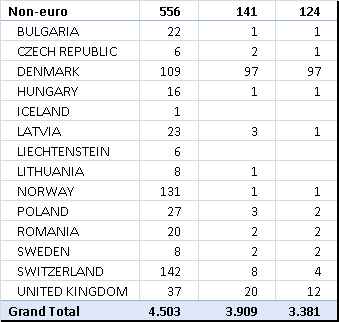 Non-euro 556 141 124
BULGARIA 22 1 1
CZECH REPUBLIC 6 2 1
DENMARK 109 97 97
HUNGARY 16 1 1
ICELAND 1
LATVIA 23 3 1
LIECHTENSTEIN 6
LITHUANIA 8 1
NORWAY 131 1 1
POLAND 27 3 2
ROMANIA 20 2 2
SWEDEN 8 2 2
SWITZERLAND 142 8 4
UNITED KINGDOM 37 20 12
Grand Total 4.503 3.909 3.381